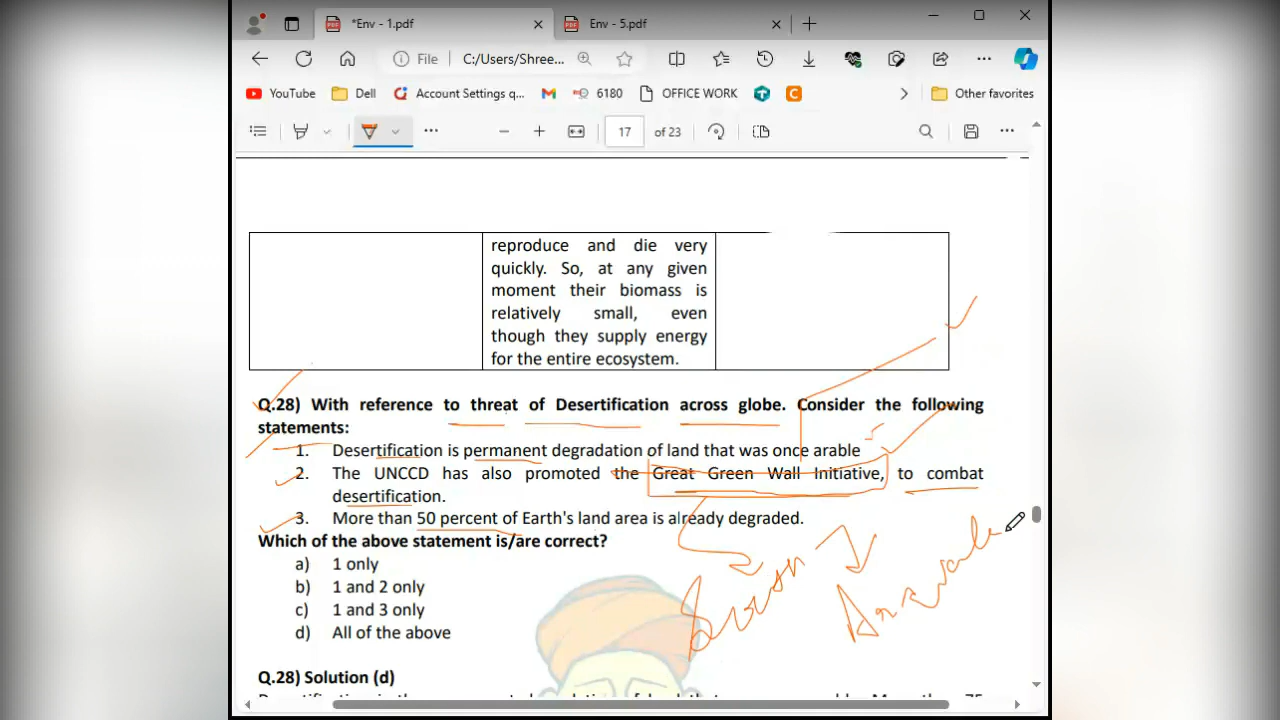 *Env - 1.pdf
Env - 5.pdf
File
C:/Users/Shree...
YouTube
Dell
Account Settings q...
6180
OFFICE WORK
Other favorites
17 of 23
reproduce and die very
quickly. So, at any given
moment their biomass is
relatively small, even
though they supply energy
for the entire ecosystem.
Q.28) With reference to threat of Desertification across globe. Consider the following
statements:
1. Desertification is permanent degradation of land that was once arable
2. The UNCCD has also promoted the Great Green Wall Initiative, to combat
desertification.
3. More than 50 percent of Earth's land area is already degraded.
Which of the above statement is/are correct?
a) 1 only
b) 1 and 2 only
c) 1 and 3 only
d) All of the above
Q.28) Solution (d)